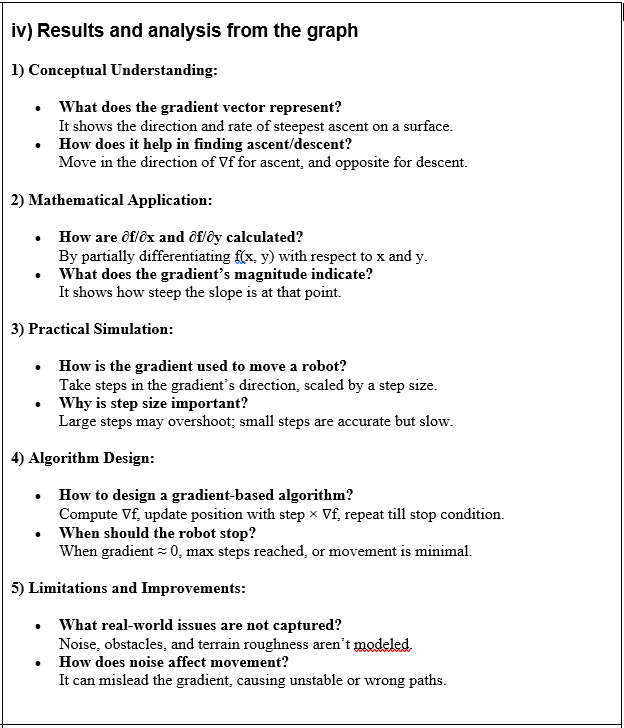 iv) Results and analysis from the graph
1) Conceptual Understanding:
• What does the gradient vector represent?
It shows the direction and rate of steepest ascent on a surface.
• How does it help in finding ascent/descent?
Move in the direction of ∇f for ascent, and opposite for descent.
2) Mathematical Application:
• How are ∂f/∂x and ∂f/∂y calculated?
By partially differentiating f(x, y) with respect to x and y.
• What does the gradient’s magnitude indicate?
It shows how steep the slope is at that point.
3) Practical Simulation:
• How is the gradient used to move a robot?
Take steps in the gradient’s direction, scaled by a step size.
• Why is step size important?
Large steps may overshoot; small steps are accurate but slow.
4) Algorithm Design:
• How to design a gradient-based algorithm?
Compute ∇f, update position with step × ∇f, repeat till stop condition.
• When should the robot stop?
When gradient ≈ 0, max steps reached, or movement is minimal.
5) Limitations and Improvements:
• What real-world issues are not captured?
Noise, obstacles, and terrain roughness aren’t modeled.
• How does noise affect movement?
It can mislead the gradient, causing unstable or wrong paths.